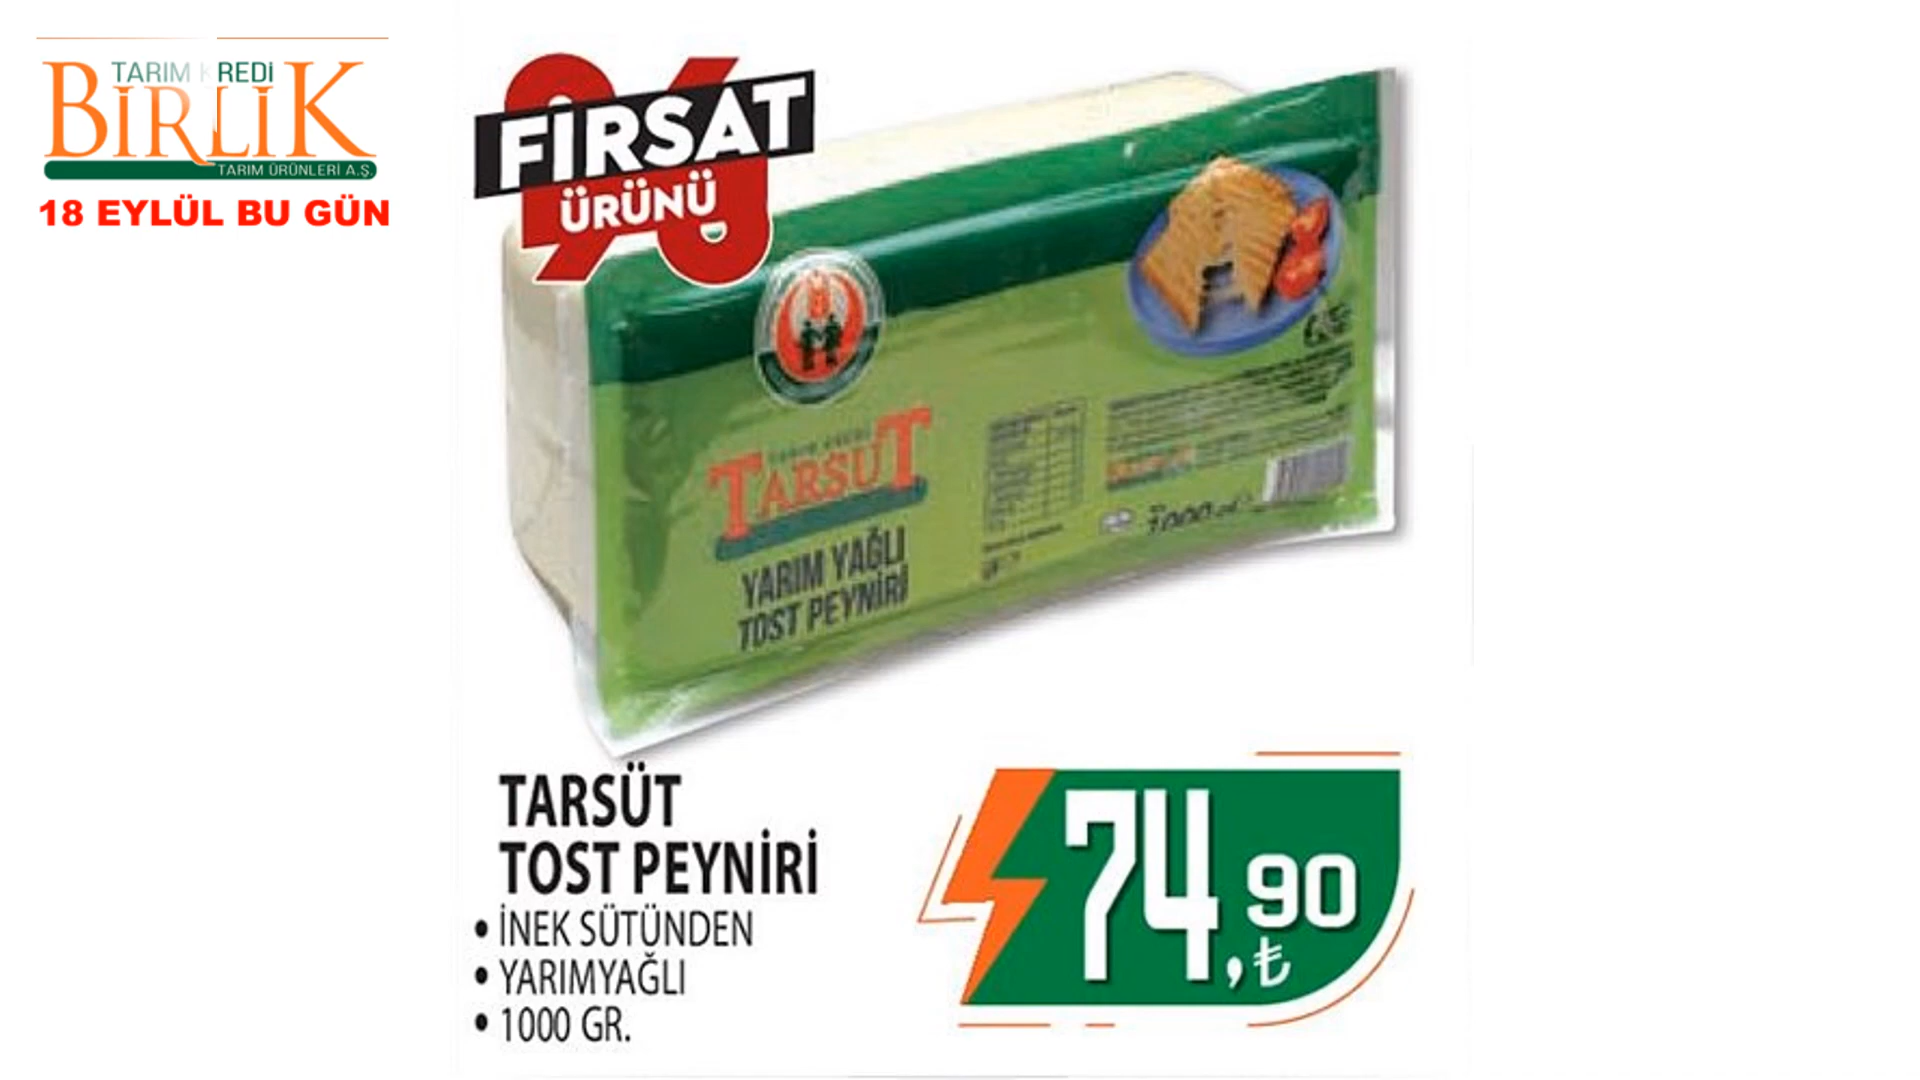 TARIM KREDİ
BİRLİK
TARIM ÜRÜNLERİ A.Ş.
18 EYLÜL BU GÜN
%
FIRSAT
ÜRÜNÜ
TARSÜT
YARIM YAĞLI
TOST PEYNİRİ
TARSÜT
TOST PEYNİRİ
• İNEK SÜTÜNDEN
• YARIMYAĞLI
• 1000 GR.
74,90 ₺